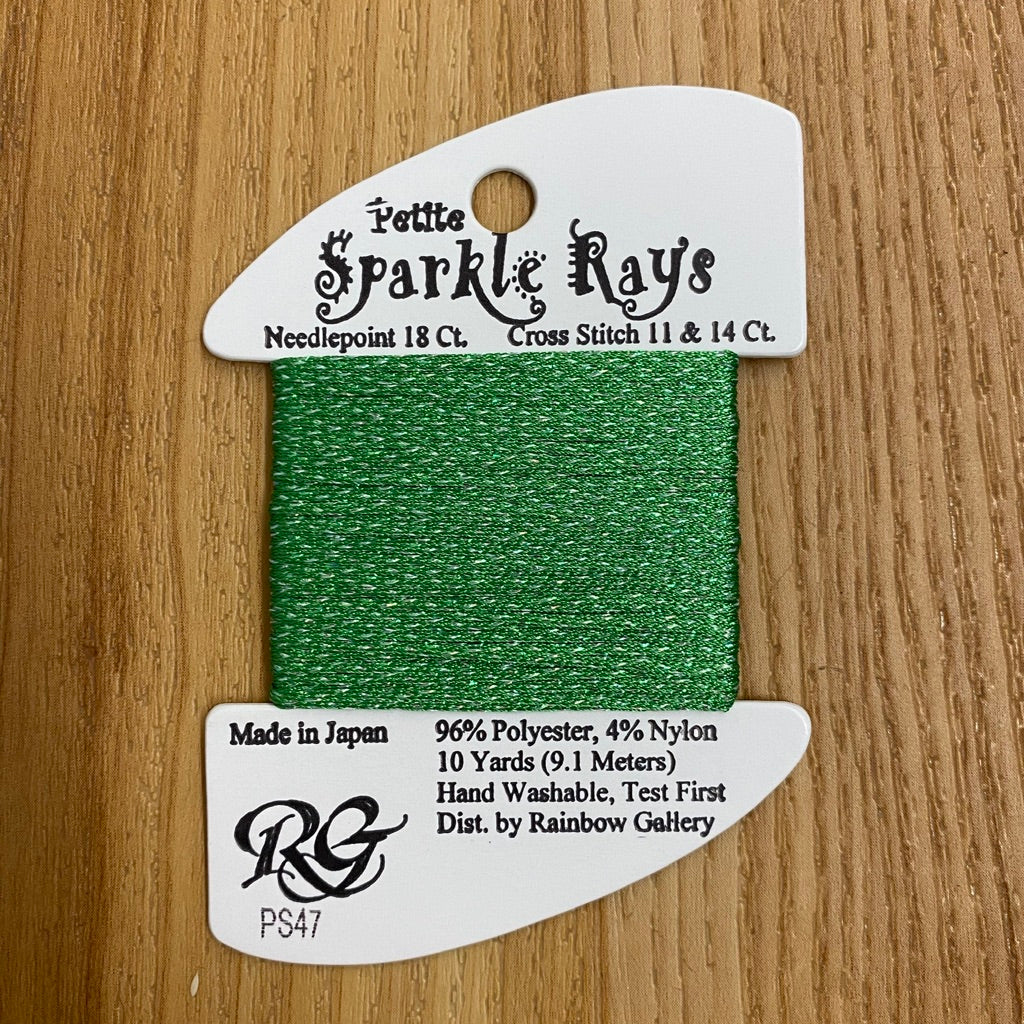 Petite
Sparkle Rays
Needlepoint 18 Ct. Cross Stitch 11 & 14 Ct.
Made in Japan
96% Polyester, 4% Nylon
10 Yards (9.1 Meters)
Hand Washable, Test First
Dist. by Rainbow Gallery
RG
PS47